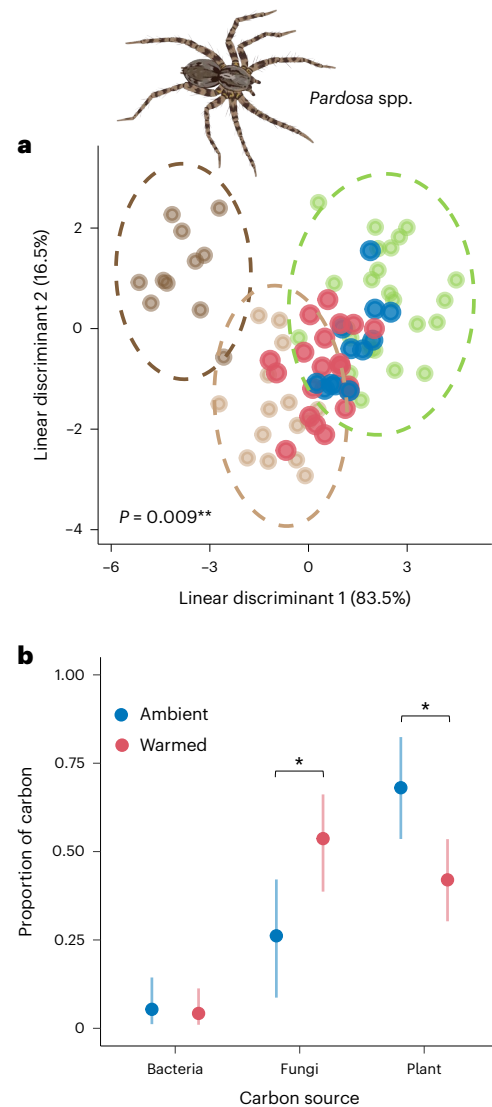 Pardosa spp.
a
Linear discriminant 2 (16.5%)
2
0
−2
−4
P = 0.009**
−6 −3 0 3
Linear discriminant 1 (83.5%)
b
Proportion of carbon
1.00
0.75
0.50
0.25
0
Ambient
Warmed
*
*
Bacteria Fungi Plant
Carbon source